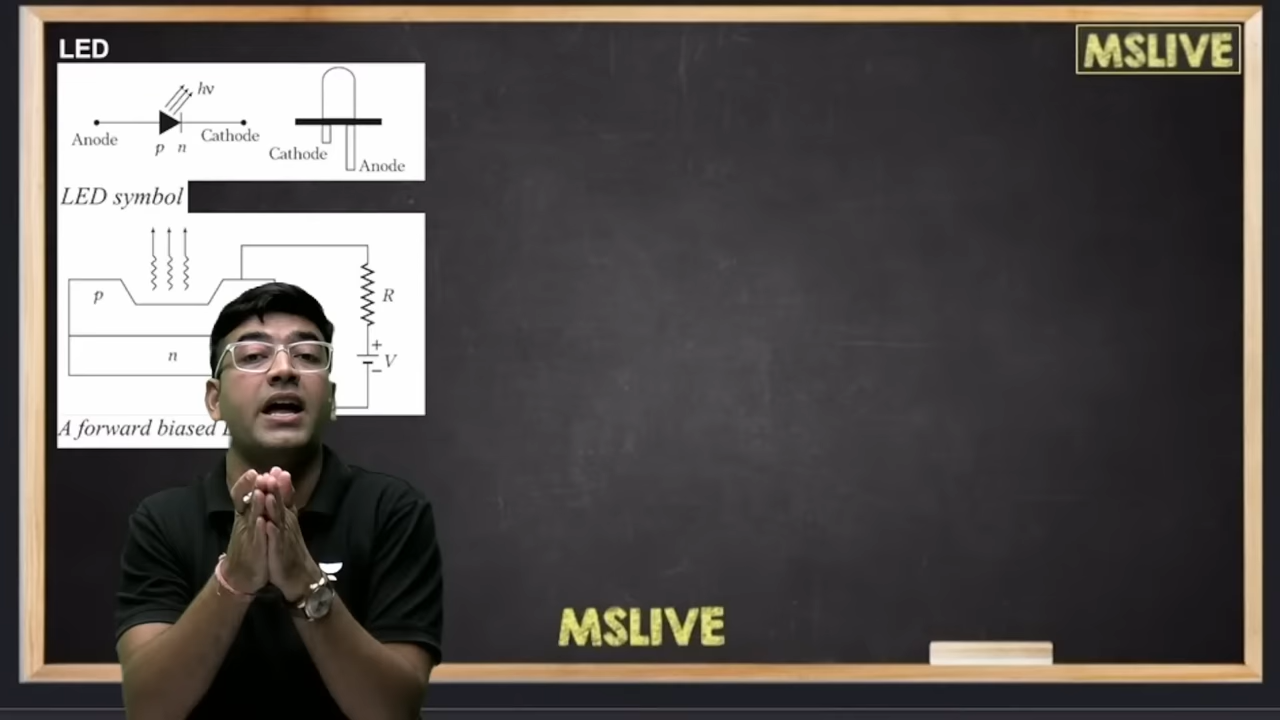 LED
MSLIVE
hν
Anode
Cathode
p n
Cathode
Anode
LED symbol
p
R
n
+
V
−
A forward biased
MSLIVE